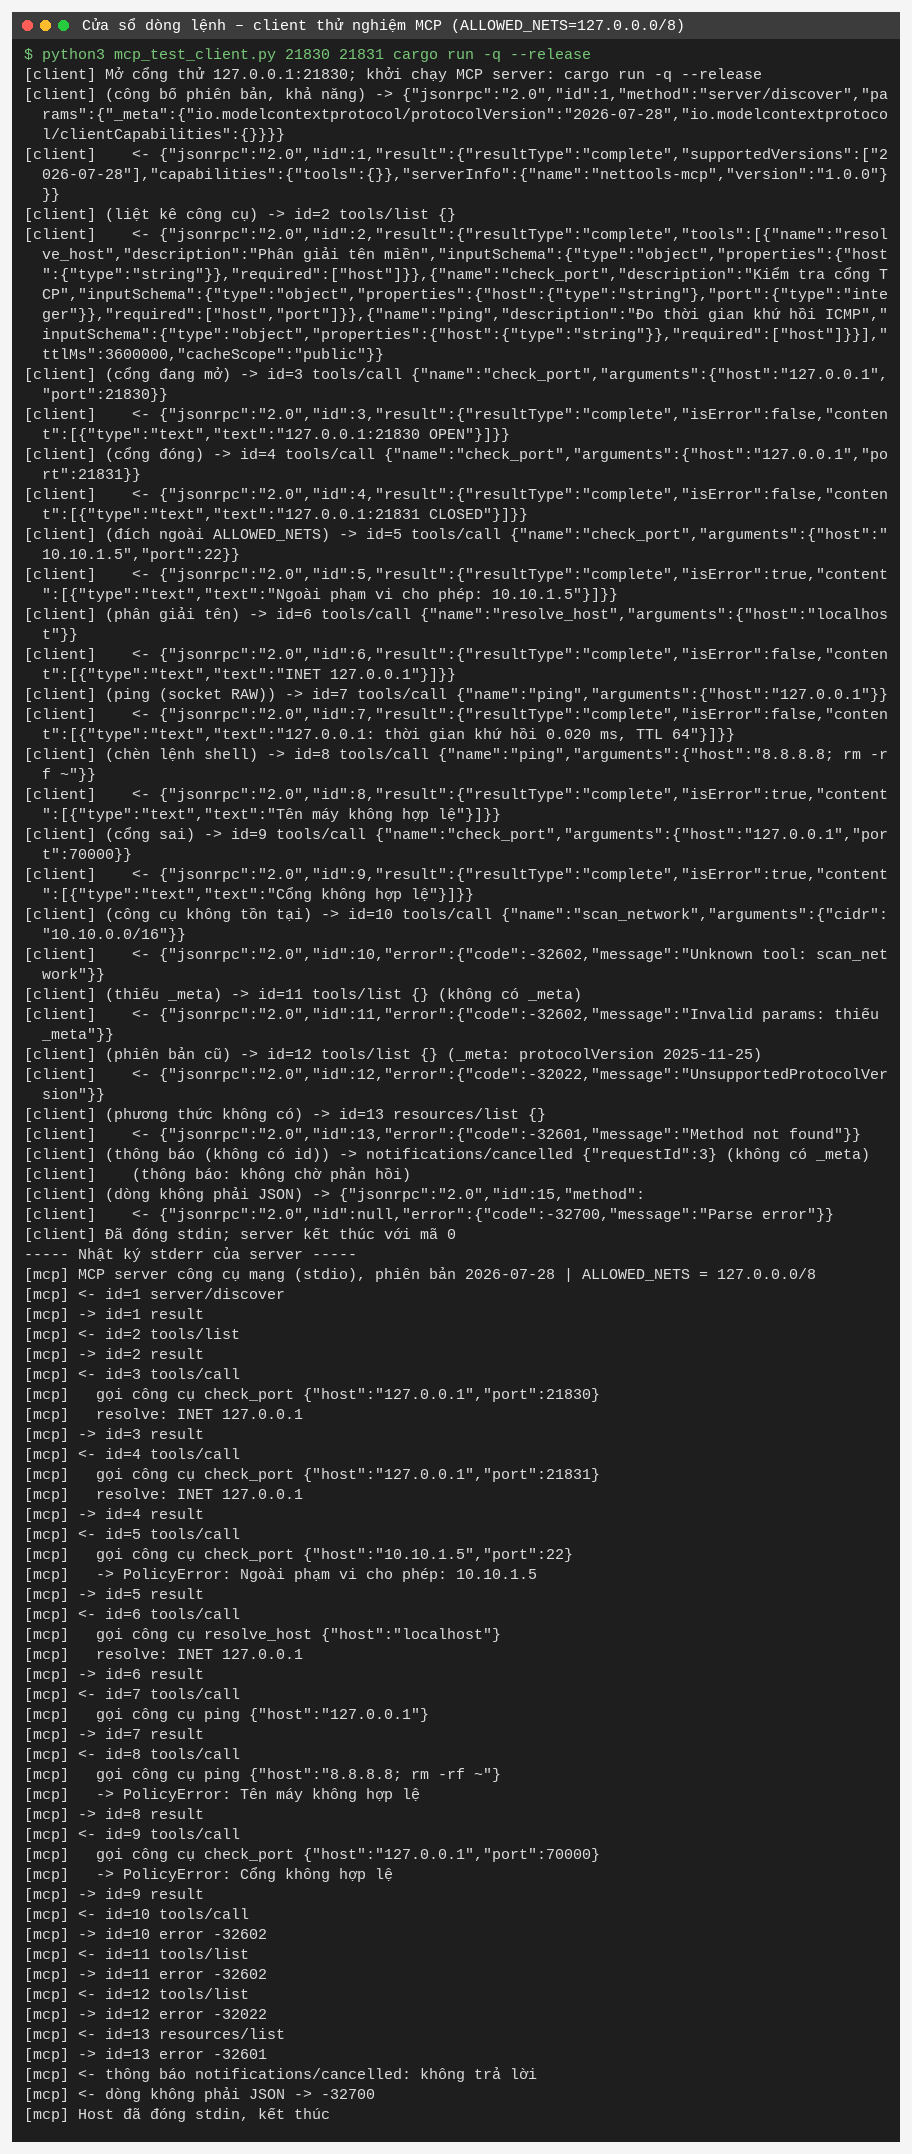 Cửa sổ dòng lệnh – client thử nghiệm MCP (ALLOWED_NETS=127.0.0.0/8)
$ python3 mcp_test_client.py 21830 21831 cargo run -q --release
[client] Mở cổng thử 127.0.0.1:21830; khởi chạy MCP server: cargo run -q --release
[client] (công bố phiên bản, khả năng) -> {"jsonrpc":"2.0","id":1,"method":"server/discover","pa
rams":{"_meta":{"io.modelcontextprotocol/protocolVersion":"2026-07-28","io.modelcontextprotoco
l/clientCapabilities":{}}}}
[client]    <- {"jsonrpc":"2.0","id":1,"result":{"resultType":"complete","supportedVersions":["2
026-07-28"],"capabilities":{"tools":{}},"serverInfo":{"name":"nettools-mcp","version":"1.0.0"}
}}
[client] (liệt kê công cụ) -> id=2 tools/list {}
[client]    <- {"jsonrpc":"2.0","id":2,"result":{"resultType":"complete","tools":[{"name":"resol
ve_host","description":"Phân giải tên miền","inputSchema":{"type":"object","properties":{"host
":{"type":"string"}},"required":["host"]}},{"name":"check_port","description":"Kiểm tra cổng T
CP","inputSchema":{"type":"object","properties":{"host":{"type":"string"},"port":{"type":"inte
ger"}},"required":["host","port"]}},{"name":"ping","description":"Đo thời gian khứ hồi ICMP","
inputSchema":{"type":"object","properties":{"host":{"type":"string"}},"required":["host"]}}],"
ttlMs":3600000,"cacheScope":"public"}}
[client] (cổng đang mở) -> id=3 tools/call {"name":"check_port","arguments":{"host":"127.0.0.1",
"port":21830}}
[client]    <- {"jsonrpc":"2.0","id":3,"result":{"resultType":"complete","isError":false,"conten
t":[{"type":"text","text":"127.0.0.1:21830 OPEN"}]}}
[client] (cổng đóng) -> id=4 tools/call {"name":"check_port","arguments":{"host":"127.0.0.1","po
rt":21831}}
[client]    <- {"jsonrpc":"2.0","id":4,"result":{"resultType":"complete","isError":false,"conten
t":[{"type":"text","text":"127.0.0.1:21831 CLOSED"}]}}
[client] (đích ngoài ALLOWED_NETS) -> id=5 tools/call {"name":"check_port","arguments":{"host":"
10.10.1.5","port":22}}
[client]    <- {"jsonrpc":"2.0","id":5,"result":{"resultType":"complete","isError":true,"content
":[{"type":"text","text":"Ngoài phạm vi cho phép: 10.10.1.5"}]}}
[client] (phân giải tên) -> id=6 tools/call {"name":"resolve_host","arguments":{"host":"localhos
t"}}
[client]    <- {"jsonrpc":"2.0","id":6,"result":{"resultType":"complete","isError":false,"conten
t":[{"type":"text","text":"INET 127.0.0.1"}]}}
[client] (ping (socket RAW)) -> id=7 tools/call {"name":"ping","arguments":{"host":"127.0.0.1"}}
[client]    <- {"jsonrpc":"2.0","id":7,"result":{"resultType":"complete","isError":false,"conten
t":[{"type":"text","text":"127.0.0.1: thời gian khứ hồi 0.020 ms, TTL 64"}]}}
[client] (chèn lệnh shell) -> id=8 tools/call {"name":"ping","arguments":{"host":"8.8.8.8; rm -r
f ~"}}
[client]    <- {"jsonrpc":"2.0","id":8,"result":{"resultType":"complete","isError":true,"content
":[{"type":"text","text":"Tên máy không hợp lệ"}]}}
[client] (cổng sai) -> id=9 tools/call {"name":"check_port","arguments":{"host":"127.0.0.1","por
t":70000}}
[client]    <- {"jsonrpc":"2.0","id":9,"result":{"resultType":"complete","isError":true,"content
":[{"type":"text","text":"Cổng không hợp lệ"}]}}
[client] (công cụ không tồn tại) -> id=10 tools/call {"name":"scan_network","arguments":{"cidr":
"10.10.0.0/16"}}
[client]    <- {"jsonrpc":"2.0","id":10,"error":{"code":-32602,"message":"Unknown tool: scan_net
work"}}
[client] (thiếu _meta) -> id=11 tools/list {} (không có _meta)
[client]    <- {"jsonrpc":"2.0","id":11,"error":{"code":-32602,"message":"Invalid params: thiếu
_meta"}}
[client] (phiên bản cũ) -> id=12 tools/list {} (_meta: protocolVersion 2025-11-25)
[client]    <- {"jsonrpc":"2.0","id":12,"error":{"code":-32022,"message":"UnsupportedProtocolVer
sion"}}
[client] (phương thức không có) -> id=13 resources/list {}
[client]    <- {"jsonrpc":"2.0","id":13,"error":{"code":-32601,"message":"Method not found"}}
[client] (thông báo (không có id)) -> notifications/cancelled {"requestId":3} (không có _meta)
[client]    (thông báo: không chờ phản hồi)
[client] (dòng không phải JSON) -> {"jsonrpc":"2.0","id":15,"method":
[client]    <- {"jsonrpc":"2.0","id":null,"error":{"code":-32700,"message":"Parse error"}}
[client] Đã đóng stdin; server kết thúc với mã 0
----- Nhật ký stderr của server -----
[mcp] MCP server công cụ mạng (stdio), phiên bản 2026-07-28 | ALLOWED_NETS = 127.0.0.0/8
[mcp] <- id=1 server/discover
[mcp] -> id=1 result
[mcp] <- id=2 tools/list
[mcp] -> id=2 result
[mcp] <- id=3 tools/call
[mcp]   gọi công cụ check_port {"host":"127.0.0.1","port":21830}
[mcp]   resolve: INET 127.0.0.1
[mcp] -> id=3 result
[mcp] <- id=4 tools/call
[mcp]   gọi công cụ check_port {"host":"127.0.0.1","port":21831}
[mcp]   resolve: INET 127.0.0.1
[mcp] -> id=4 result
[mcp] <- id=5 tools/call
[mcp]   gọi công cụ check_port {"host":"10.10.1.5","port":22}
[mcp]   -> PolicyError: Ngoài phạm vi cho phép: 10.10.1.5
[mcp] -> id=5 result
[mcp] <- id=6 tools/call
[mcp]   gọi công cụ resolve_host {"host":"localhost"}
[mcp]   resolve: INET 127.0.0.1
[mcp] -> id=6 result
[mcp] <- id=7 tools/call
[mcp]   gọi công cụ ping {"host":"127.0.0.1"}
[mcp] -> id=7 result
[mcp] <- id=8 tools/call
[mcp]   gọi công cụ ping {"host":"8.8.8.8; rm -rf ~"}
[mcp]   -> PolicyError: Tên máy không hợp lệ
[mcp] -> id=8 result
[mcp] <- id=9 tools/call
[mcp]   gọi công cụ check_port {"host":"127.0.0.1","port":70000}
[mcp]   -> PolicyError: Cổng không hợp lệ
[mcp] -> id=9 result
[mcp] <- id=10 tools/call
[mcp] -> id=10 error -32602
[mcp] <- id=11 tools/list
[mcp] -> id=11 error -32602
[mcp] <- id=12 tools/list
[mcp] -> id=12 error -32022
[mcp] <- id=13 resources/list
[mcp] -> id=13 error -32601
[mcp] <- thông báo notifications/cancelled: không trả lời
[mcp] <- dòng không phải JSON -> -32700
[mcp] Host đã đóng stdin, kết thúc